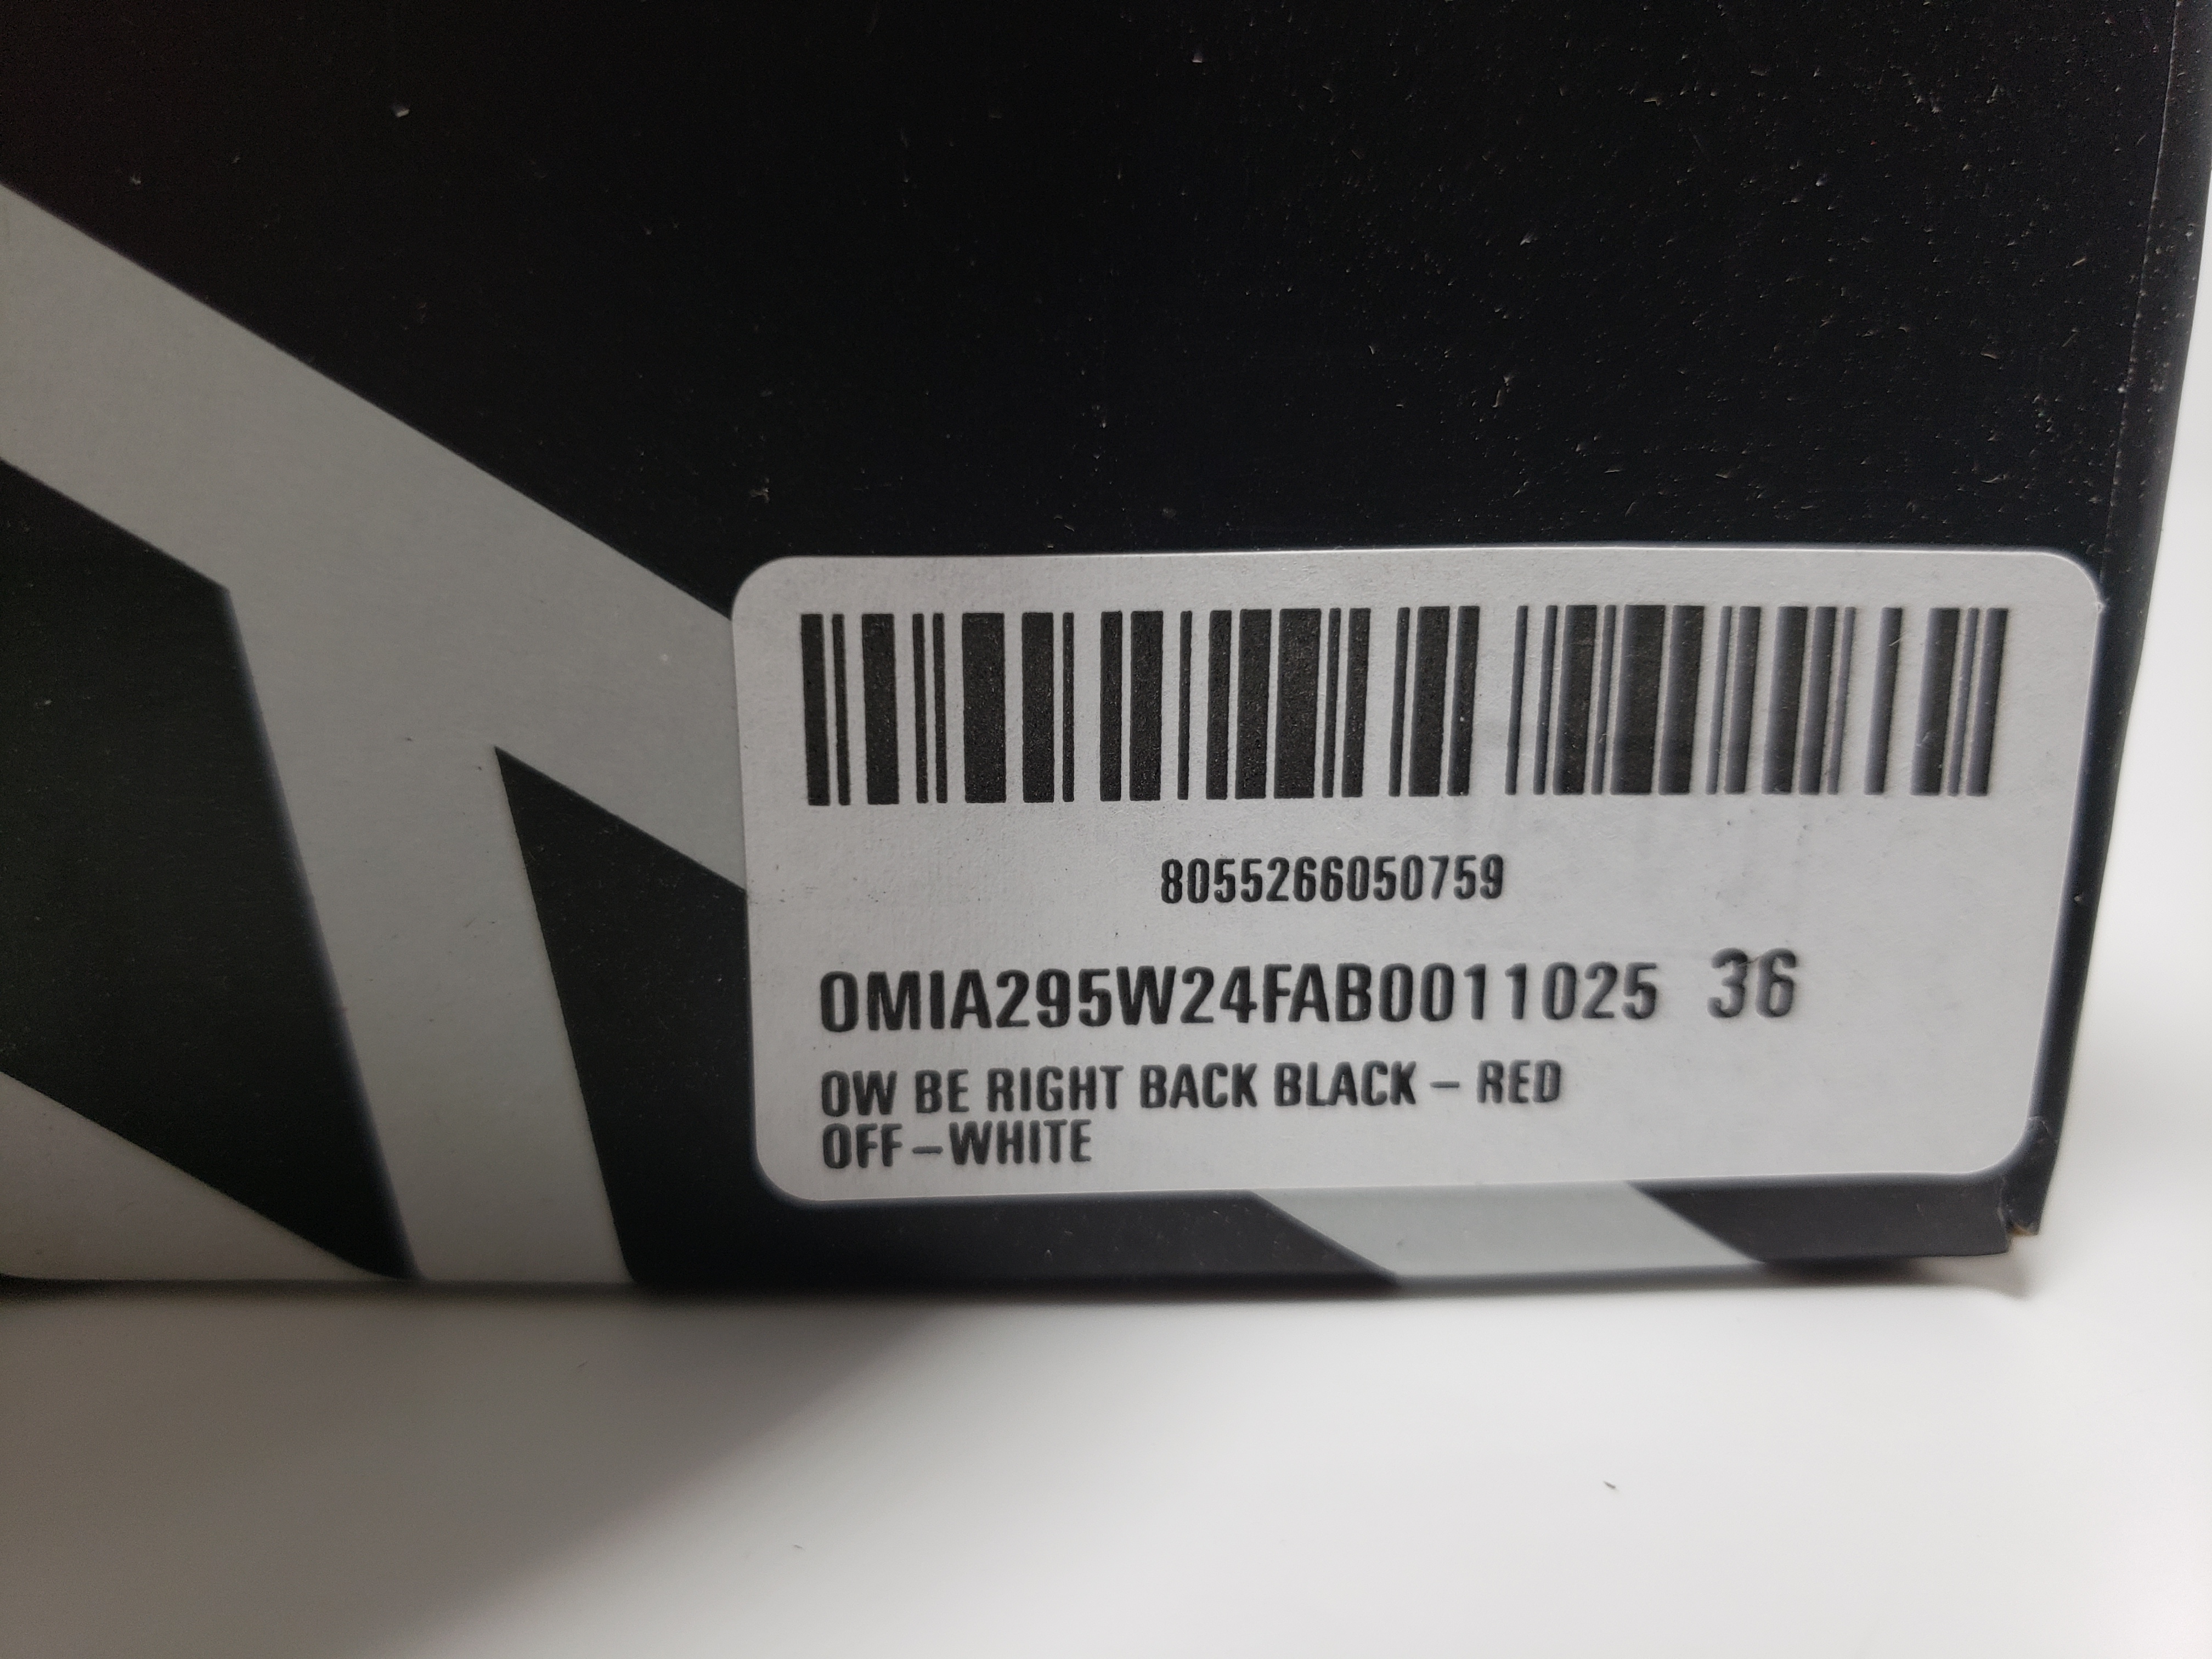 8055266050759
OMIA295W24FAB0011025 36
OW BE RIGHT BACK BLACK – RED
OFF–WHITE